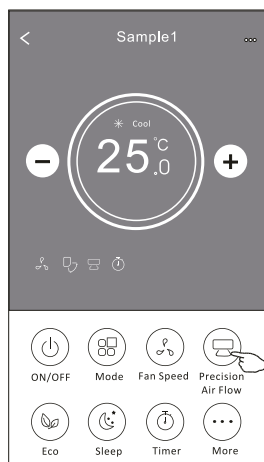 Sample1
Cool
25.0°C
ON/OFF Mode Fan Speed Precision Air Flow
Eco Sleep Timer More